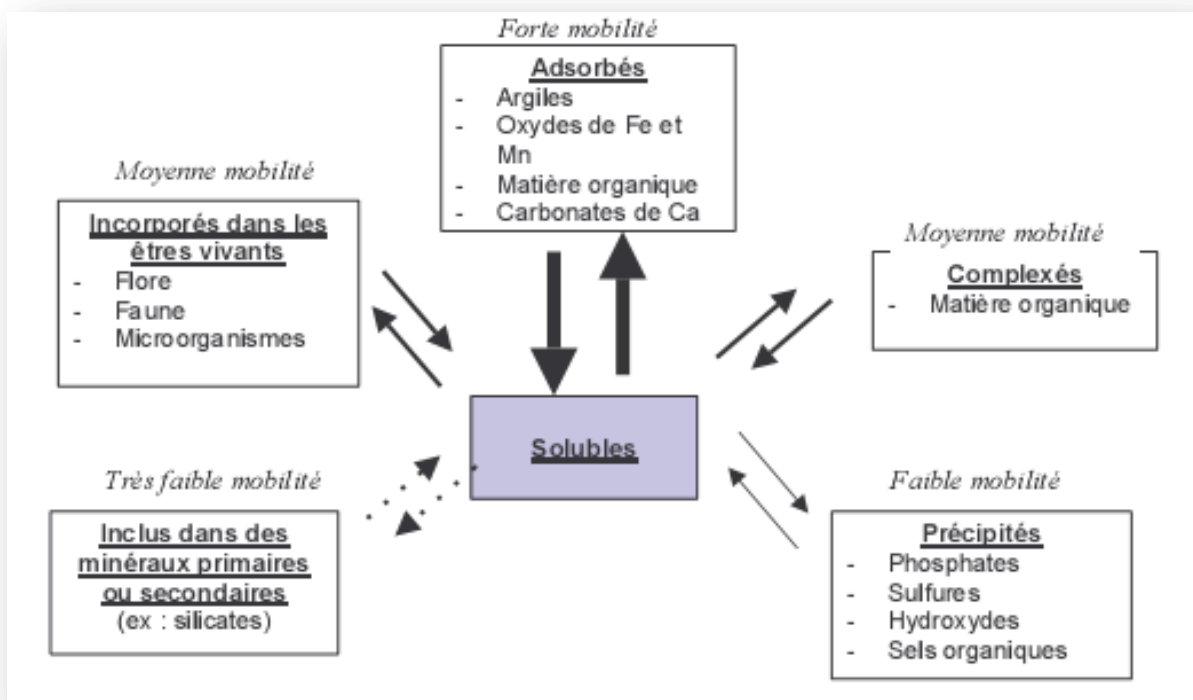 Forte mobilité
Adsorbés
- Argiles
- Oxydes de Fe et
Mn
- Matière organique
- Carbonates de Ca
Moyenne mobilité
Incorporés dans les
êtres vivants
- Flore
- Faune
- Microorganismes
Moyenne mobilité
Complexés
- Matière organique
Solubles
Très faible mobilité
Inclus dans des
minéraux primaires
ou secondaires
(ex : silicates)
Faible mobilité
Précipités
- Phosphates
- Sulfures
- Hydroxydes
- Sels organiques